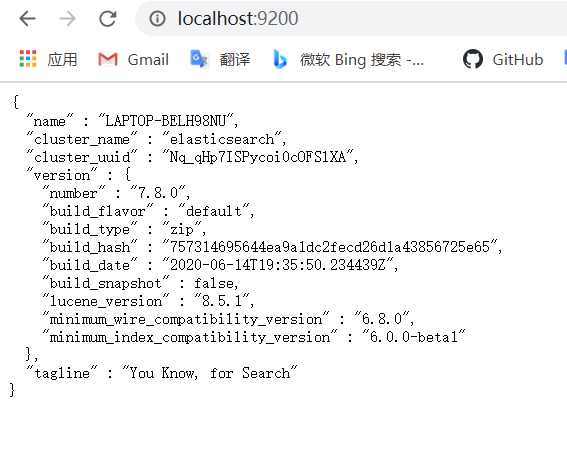 localhost:9200
应用 Gmail 翻译 微软 Bing 搜索 -... GitHub
{
"name" : "LAPTOP-BELH98NU",
"cluster_name" : "elasticsearch",
"cluster_uuid" : "Nq_qHp7ISPycoi0cOFS1XA",
"version" : {
"number" : "7.8.0",
"build_flavor" : "default",
"build_type" : "zip",
"build_hash" : "757314695644ea9a1dc2fecd26d1a43856725e65",
"build_date" : "2020-06-14T19:35:50.234439Z",
"build_snapshot" : false,
"lucene_version" : "8.5.1",
"minimum_wire_compatibility_version" : "6.8.0",
"minimum_index_compatibility_version" : "6.0.0-beta1"
},
"tagline" : "You Know, for Search"
}